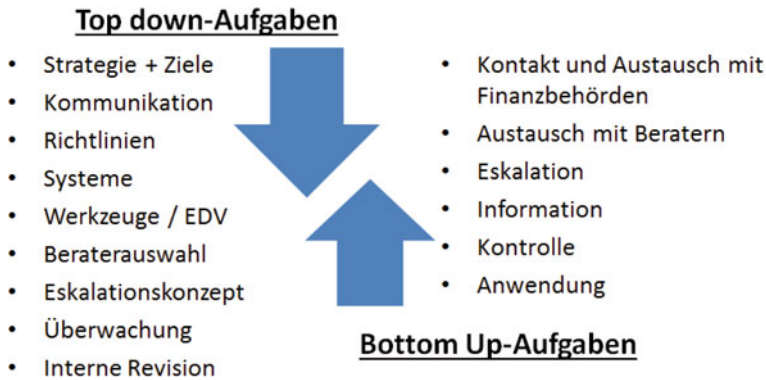 Top down-Aufgaben
• Strategie + Ziele
• Kommunikation
• Richtlinien
• Systeme
• Werkzeuge / EDV
• Beraterauswahl
• Eskalationskonzept
• Überwachung
• Interne Revision
• Kontakt und Austausch mit
Finanzbehörden
• Austausch mit Beratern
• Eskalation
• Information
• Kontrolle
• Anwendung
Bottom Up-Aufgaben